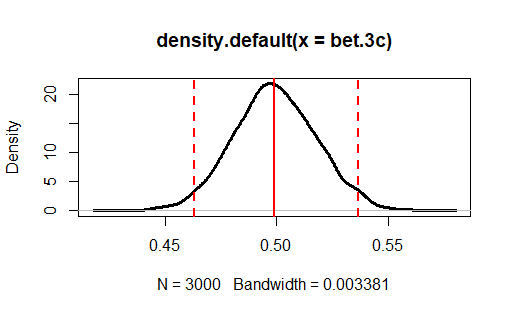 density.default(x = bet.3c)
Density
20
10
5
0
0.45 0.50 0.55
N = 3000 Bandwidth = 0.003381